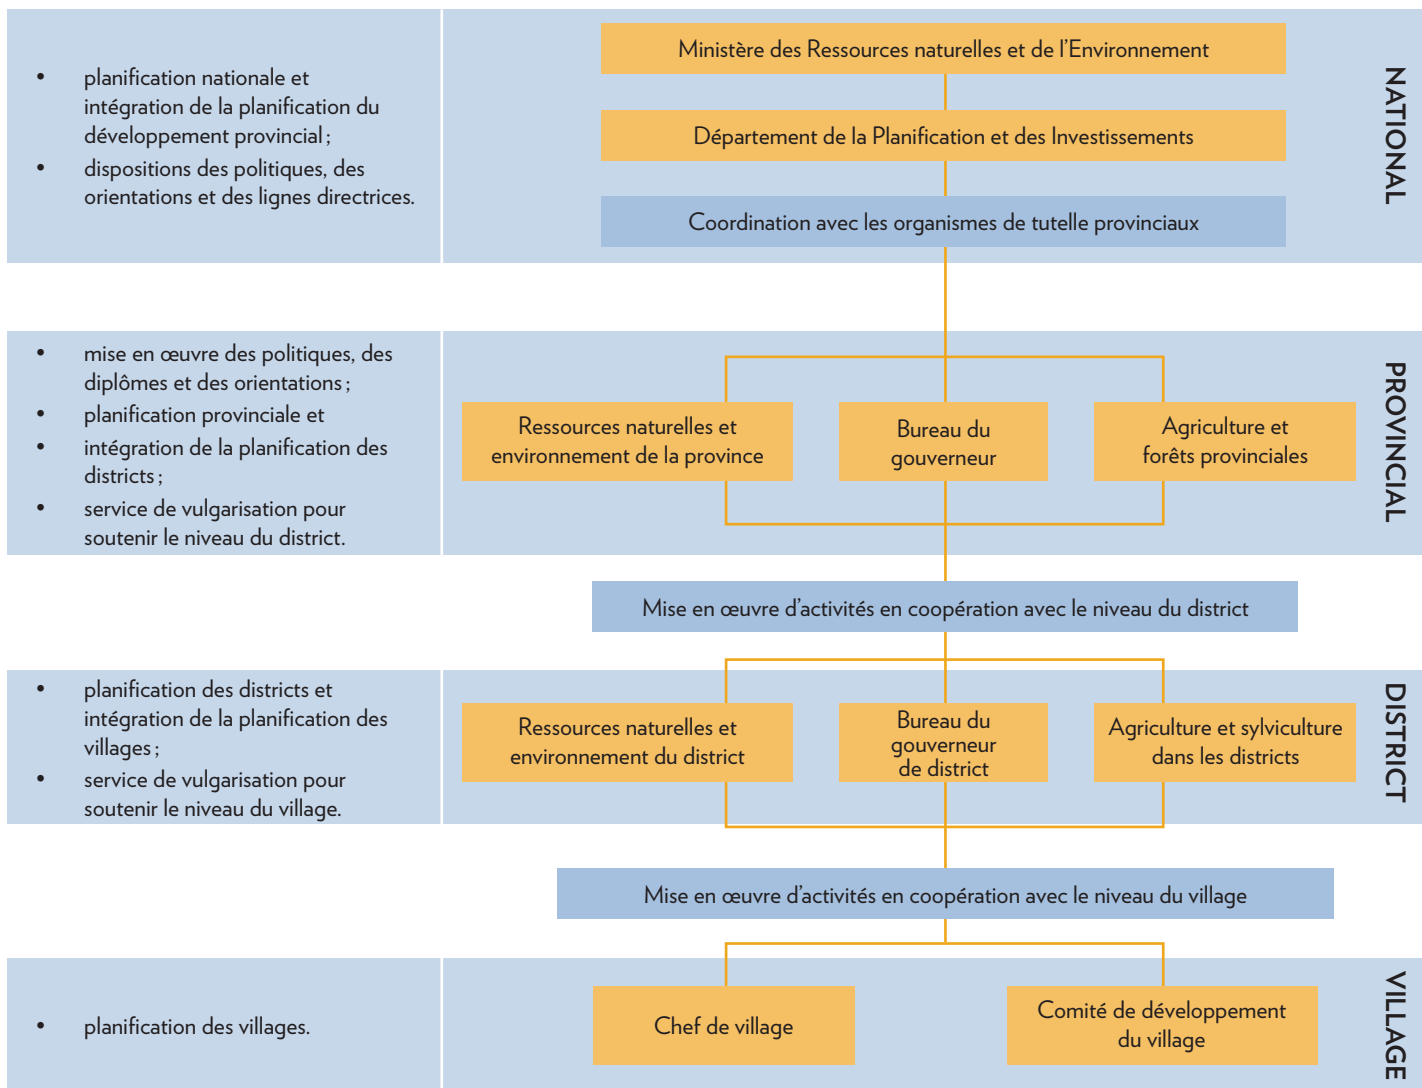 • planification nationale et
intégration de la planification du
développement provincial ;
• dispositions des politiques, des
orientations et des lignes directrices.
Ministère des Ressources naturelles et de l’Environnement
Département de la Planification et des Investissements
Coordination avec les organismes de tutelle provinciaux
NATIONAL
• mise en œuvre des politiques, des
diplômes et des orientations ;
• planification provinciale et
• intégration de la planification des
districts ;
• service de vulgarisation pour
soutenir le niveau du district.
Ressources naturelles et
environnement de la province
Bureau du
gouverneur
Agriculture et
forêts provinciales
PROVINCIAL
Mise en œuvre d’activités en coopération avec le niveau du district
• planification des districts et
intégration de la planification des
villages ;
• service de vulgarisation pour
soutenir le niveau du village.
Ressources naturelles et
environnement du district
Bureau du
gouverneur
de district
Agriculture et sylviculture
dans les districts
DISTRICT
Mise en œuvre d’activités en coopération avec le niveau du village
• planification des villages.
Chef de village
Comité de développement
du village
VILLAGE